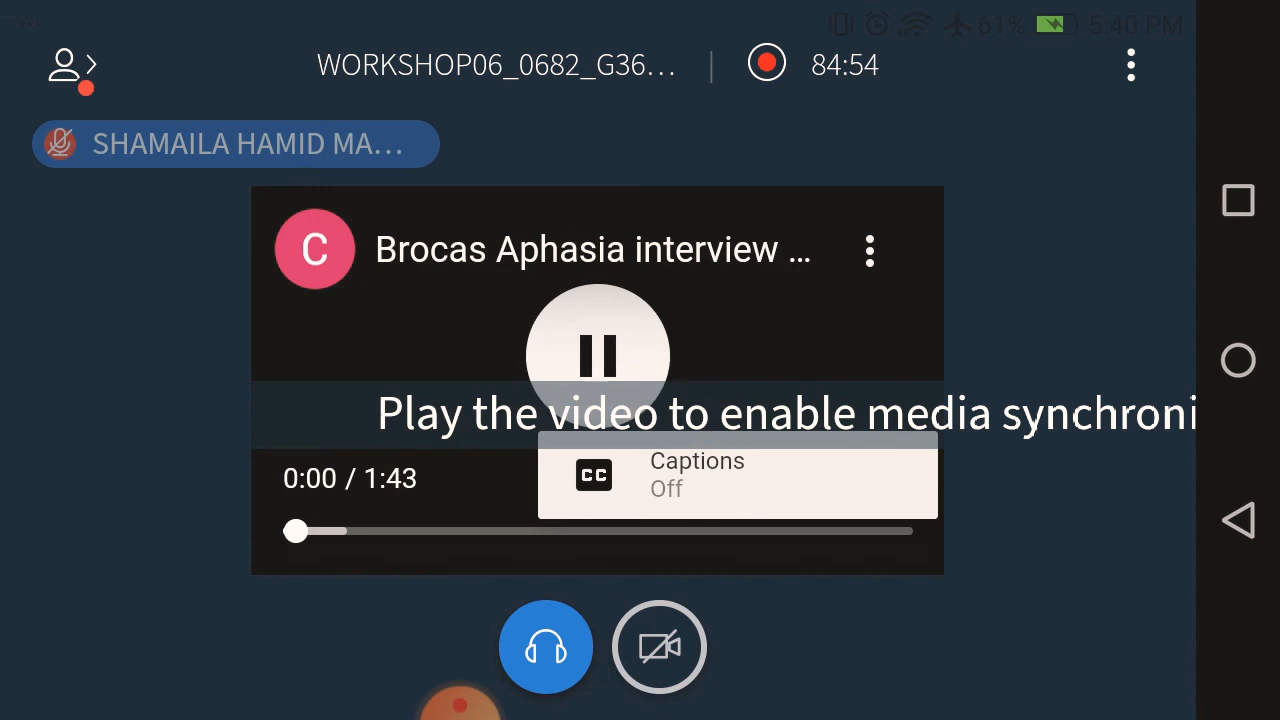 61% 5:40 PM
WORKSHOP06_0682_G36... 84:54
SHAMAILA HAMID MA...
C Brocas Aphasia interview ...
Play the video to enable media synchroni
CC Captions
Off
0:00 / 1:43